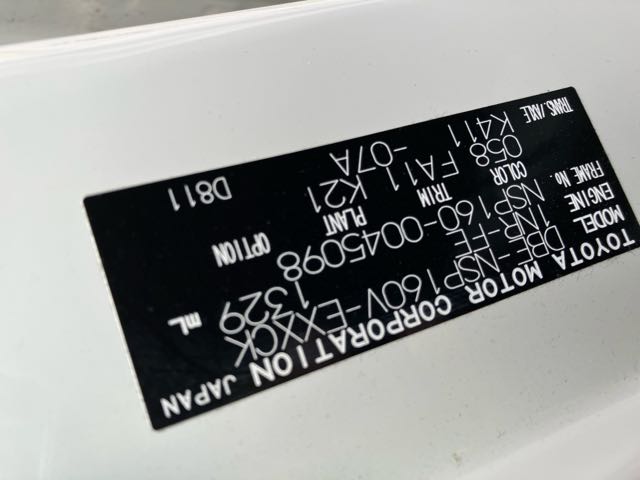 TOYOTA MOTOR CORPORATION JAPAN
MODEL DBE-NSP160V-EXXCK
ENGINE 1NR-FE 1329 mL
FRAME No. NSP160-0045098
COLOR TRIM PLANT OPTION
058 FA11 K21
TRANS./AXLE
K411 -07A D811